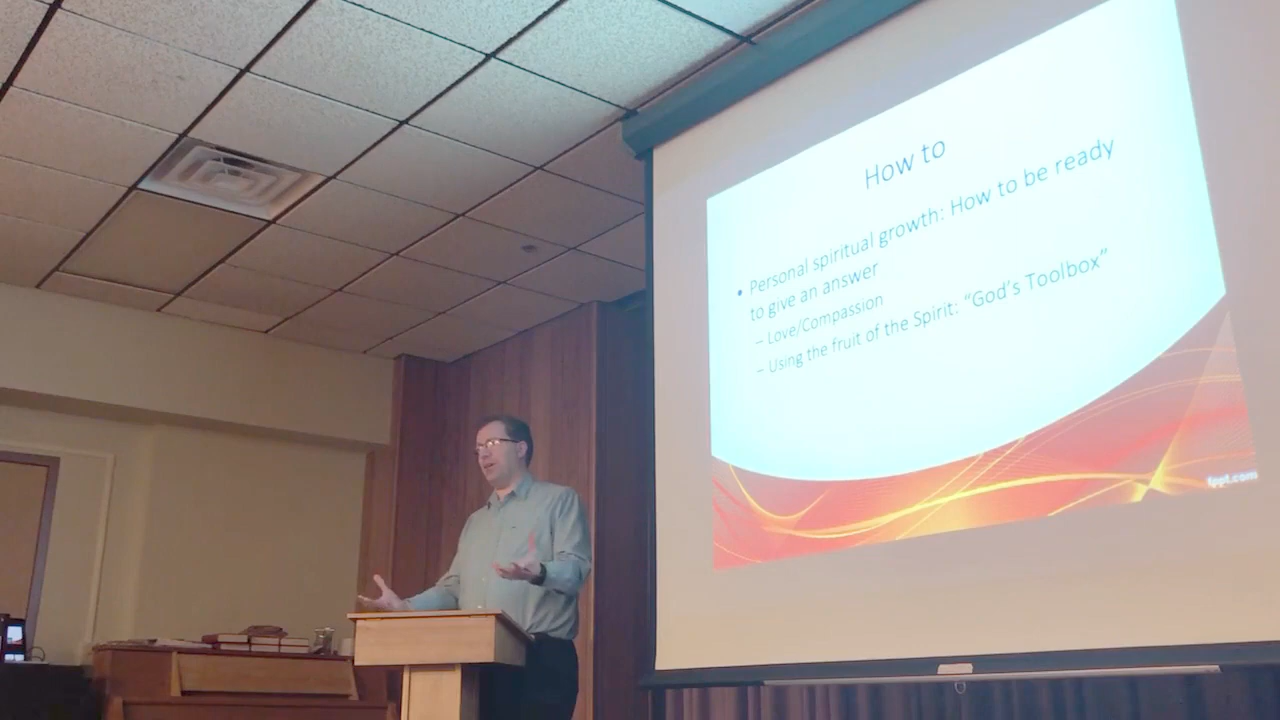 How to
• Personal spiritual growth: How to be ready
to give an answer
– Love/Compassion
– Using the fruit of the Spirit: “God’s Toolbox”
fppt.com